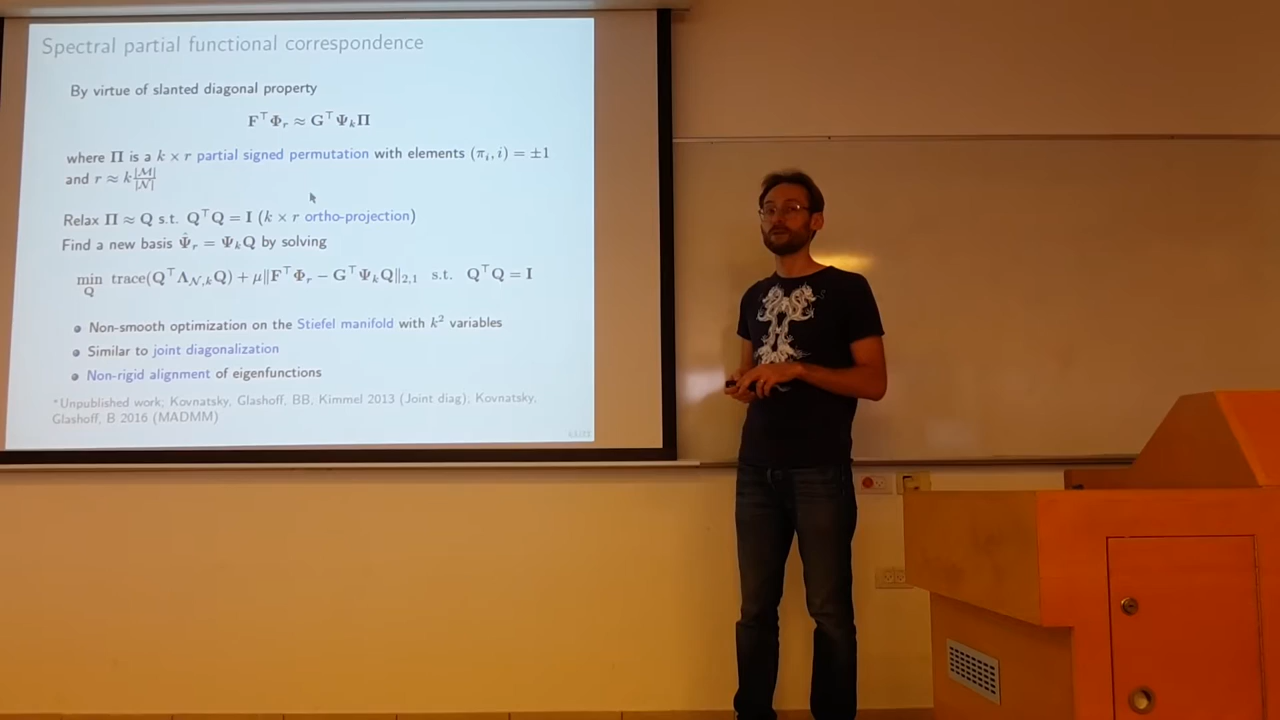 Spectral partial functional correspondence
By virtue of slanted diagonal property
F⊤Φᵣ ≈ G⊤ΨₖΠ
where Π is a k × r partial signed permutation with elements (πᵢ, i) = ±1
and r ≈ k|M|/|N|
Relax Π ≈ Q s.t. Q⊤Q = I (k × r ortho-projection)
Find a new basis Ψ̂ᵣ = ΨₖQ by solving
min_Q trace(Q⊤Λ_{N,k}Q) + μ‖F⊤Φᵣ − G⊤ΨₖQ‖₂,₁ s.t. Q⊤Q = I
• Non-smooth optimization on the Stiefel manifold with k² variables
• Similar to joint diagonalization
• Non-rigid alignment of eigenfunctions
*Unpublished work; Kovnatsky, Glashoff, BB, Kimmel 2013 (Joint diag); Kovnatsky,
Glashoff, B 2016 (MADMM)